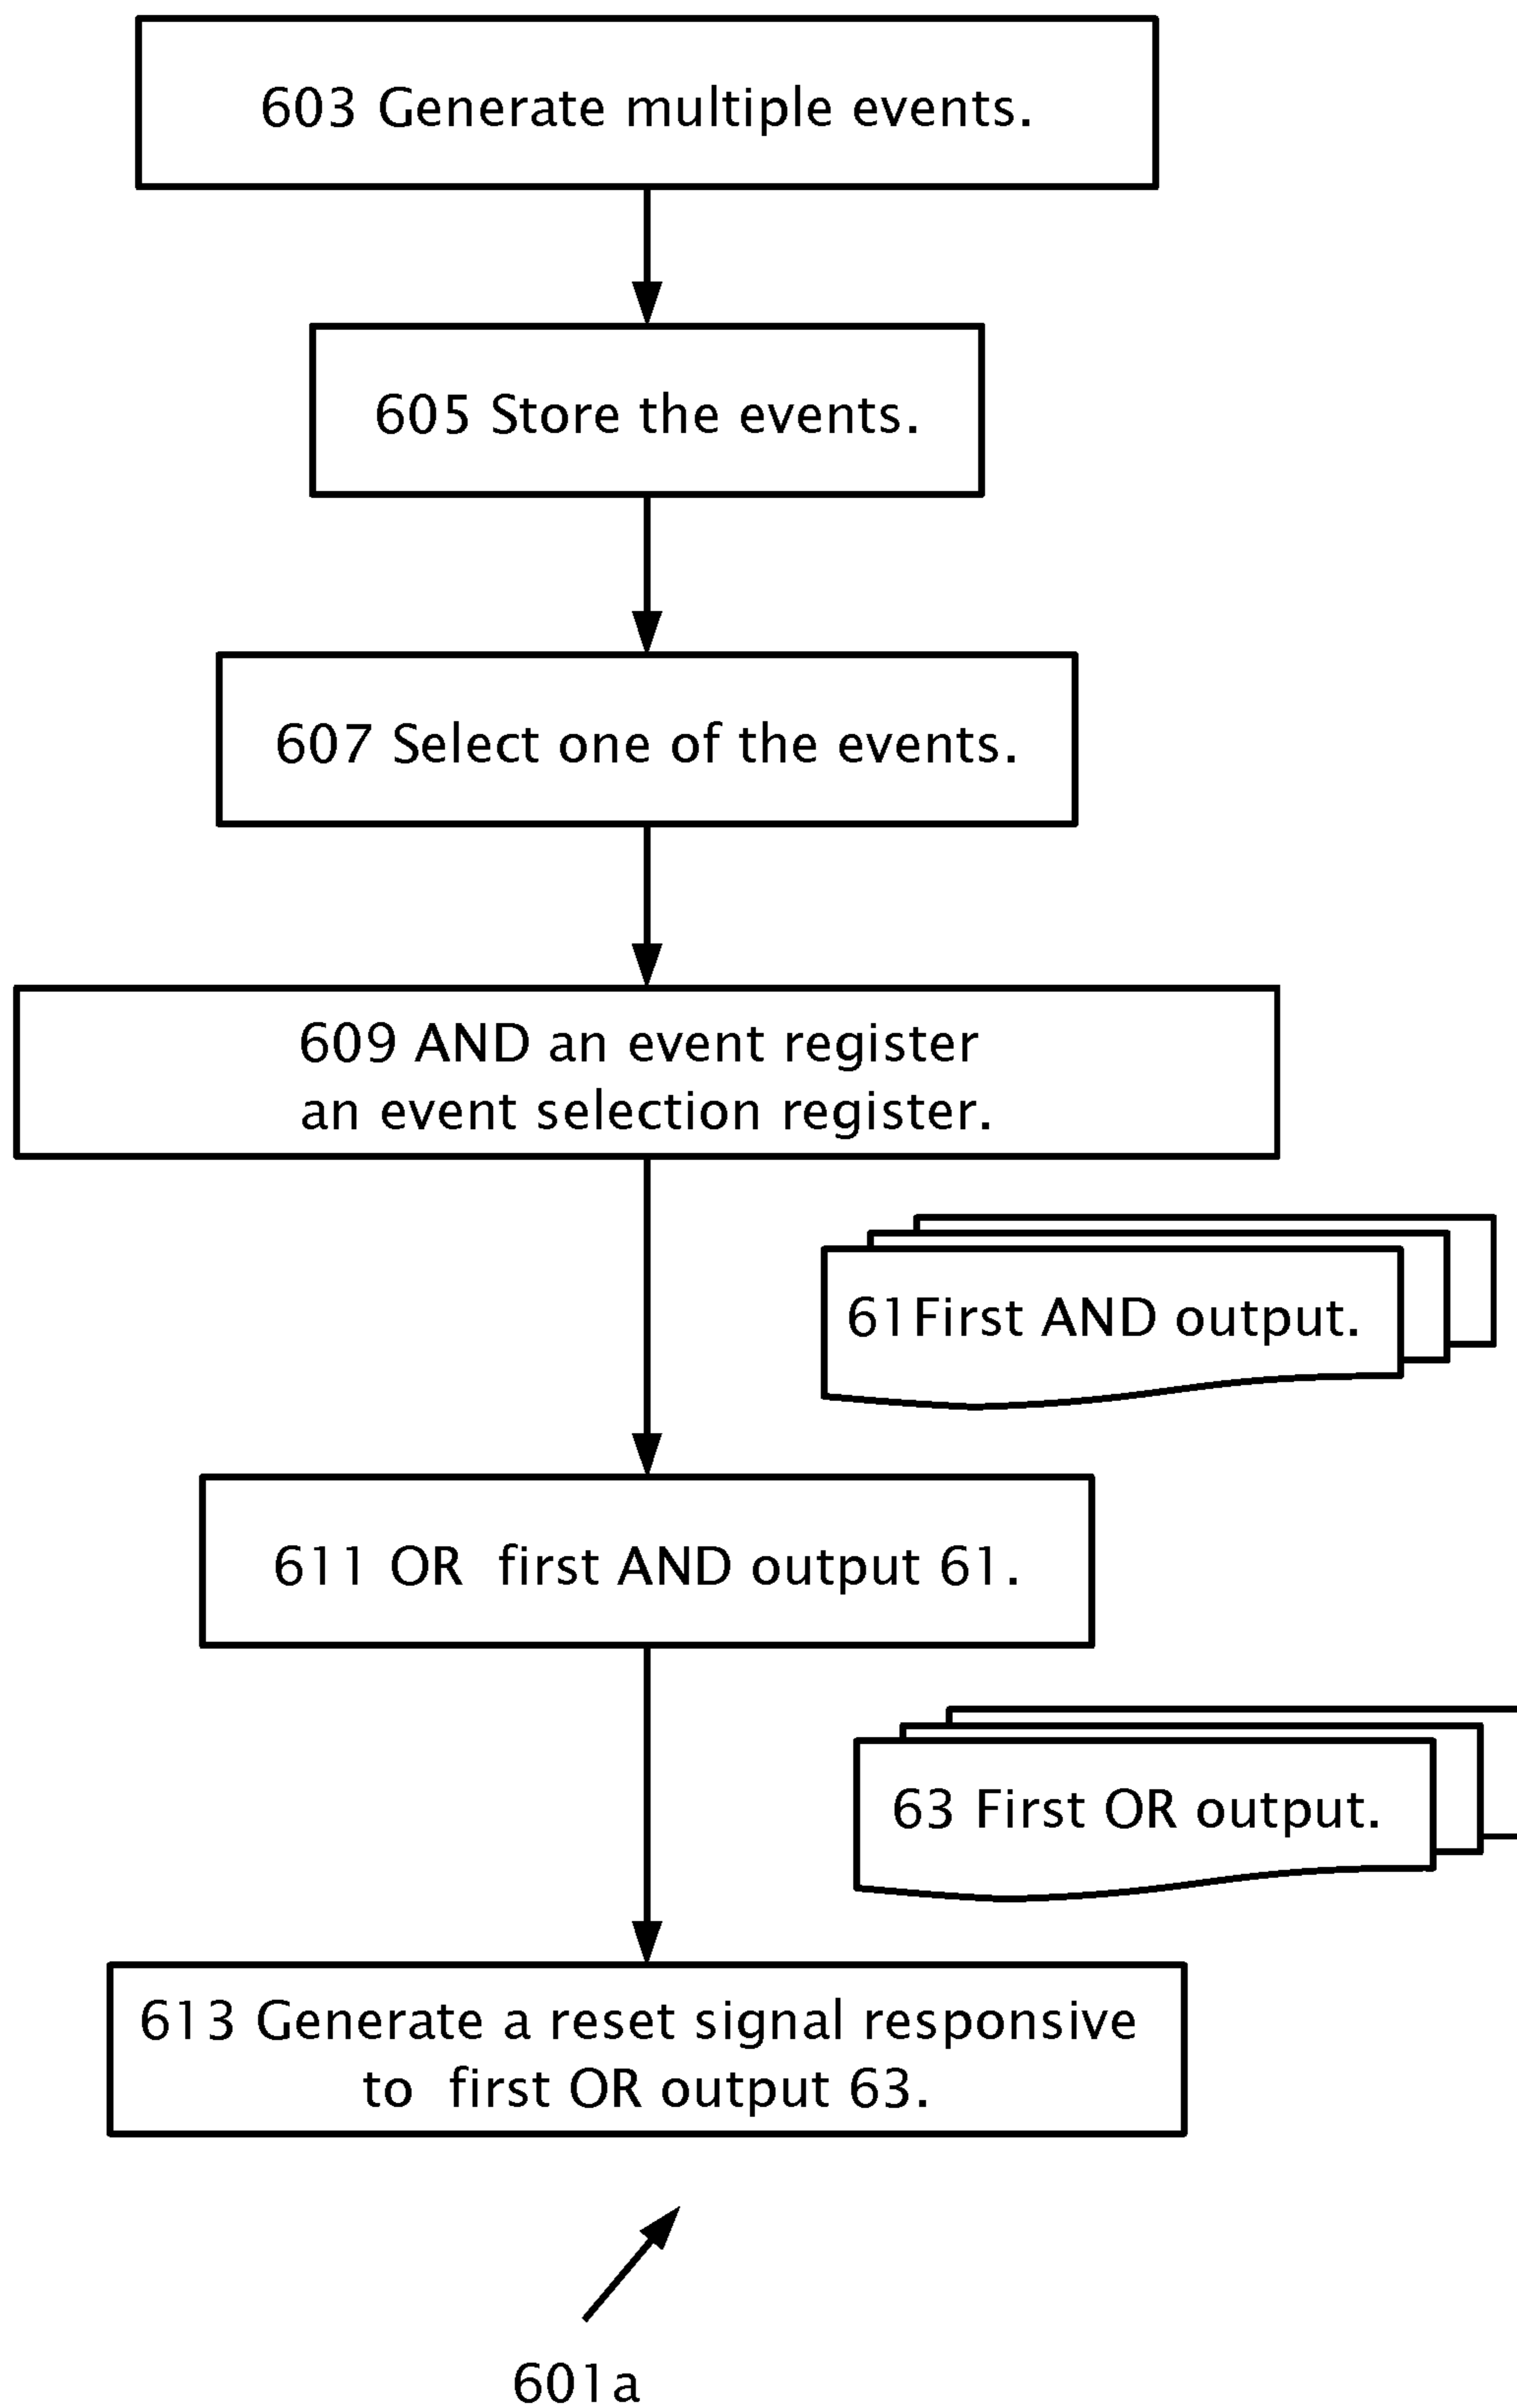 603 Generate multiple events.
605 Store the events.
607 Select one of the events.
609 AND an event register
an event selection register.
61First AND output.
611 OR first AND output 61.
63 First OR output.
613 Generate a reset signal responsive
to first OR output 63.
601a